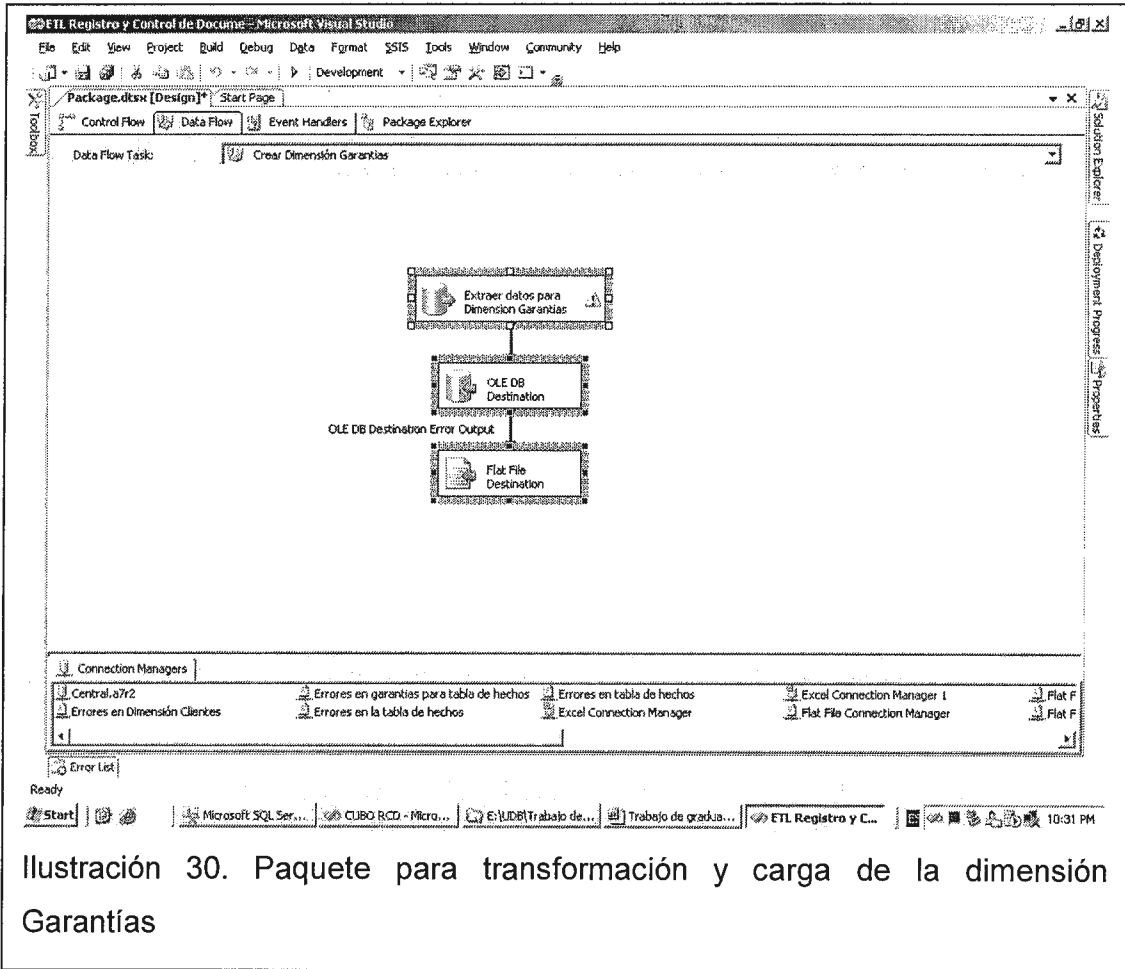 ETL Registro y Control de Docume - Microsoft Visual Studio
File Edit View Project Build Debug Data Format SSIS Tools Window Community Help
Development
Package.dtsx [Design]* Start Page
Control Flow Data Flow Event Handlers Package Explorer
Toolbox
Data Flow Task: Crear Dimensión Garantias
Solution Explorer
Deployment Progress
Properties
Extraer datos para
Dimension Garantias
OLE DB
Destination
OLE DB Destination Error Output
Flat File
Destination
Connection Managers
Central.a7r2 Errores en garantias para tabla de hechos Errores en tabla de hechos Excel Connection Manager 1 Flat F
Errores en Dimensión Clientes Errores en la tabla de hechos Excel Connection Manager Flat File Connection Manager Flat F
Error List
Ready
Start Microsoft SQL Ser... CUBO RCD - Micro... E:\UDB\Trabajo de... Trabajo de gradua... ETL Registro y C... 10:31 PM
Ilustración 30. Paquete para transformación y carga de la dimensión
Garantías